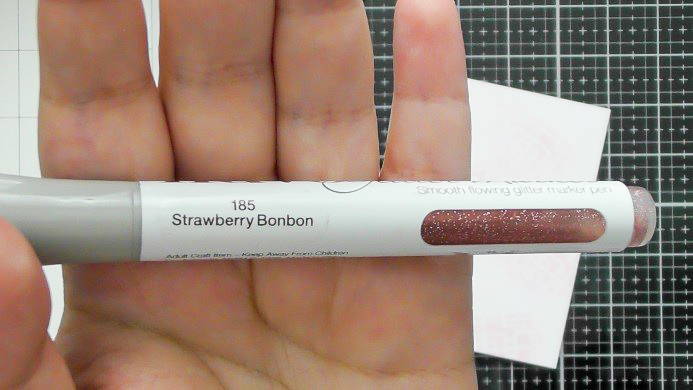 185
Strawberry Bonbon
Adult Craft Item - Keep Away From Children
Smooth flowing glitter marker pen